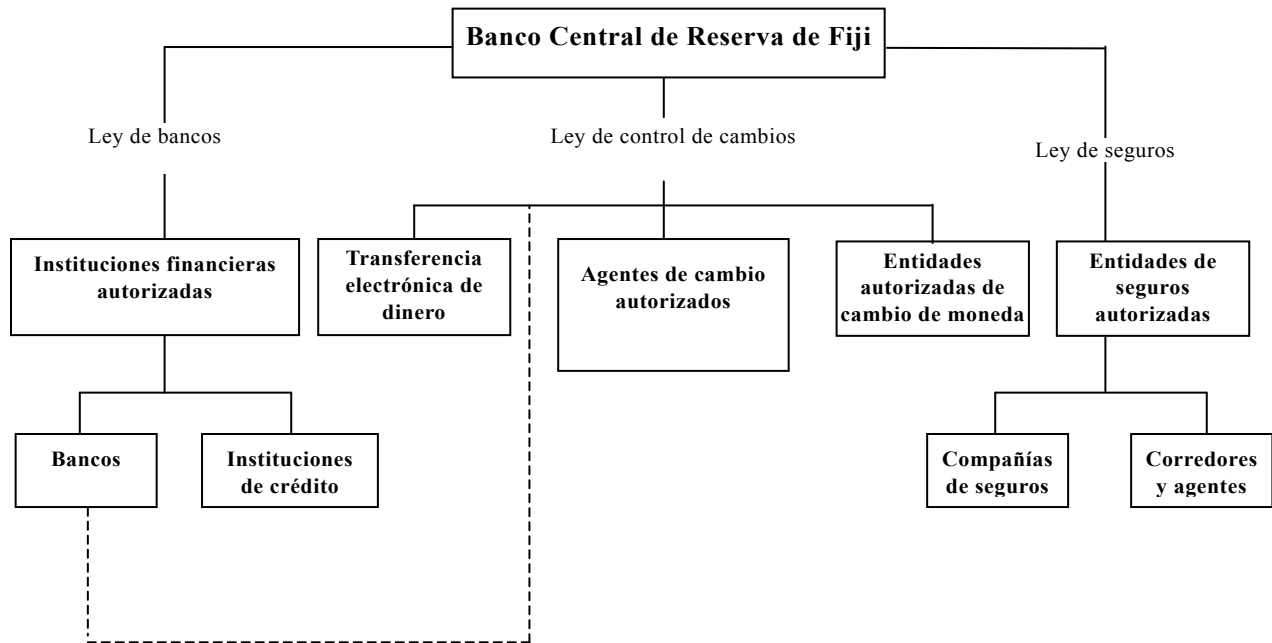 Banco Central de Reserva de Fiji
Ley de bancos
Ley de control de cambios
Ley de seguros
Instituciones financieras
autorizadas
Transferencia
electrónica de
dinero
Agentes de cambio
autorizados
Entidades
autorizadas de
cambio de moneda
Entidades de
seguros
autorizadas
Bancos
Instituciones
de crédito
Compañías
de seguros
Corredores
y agentes